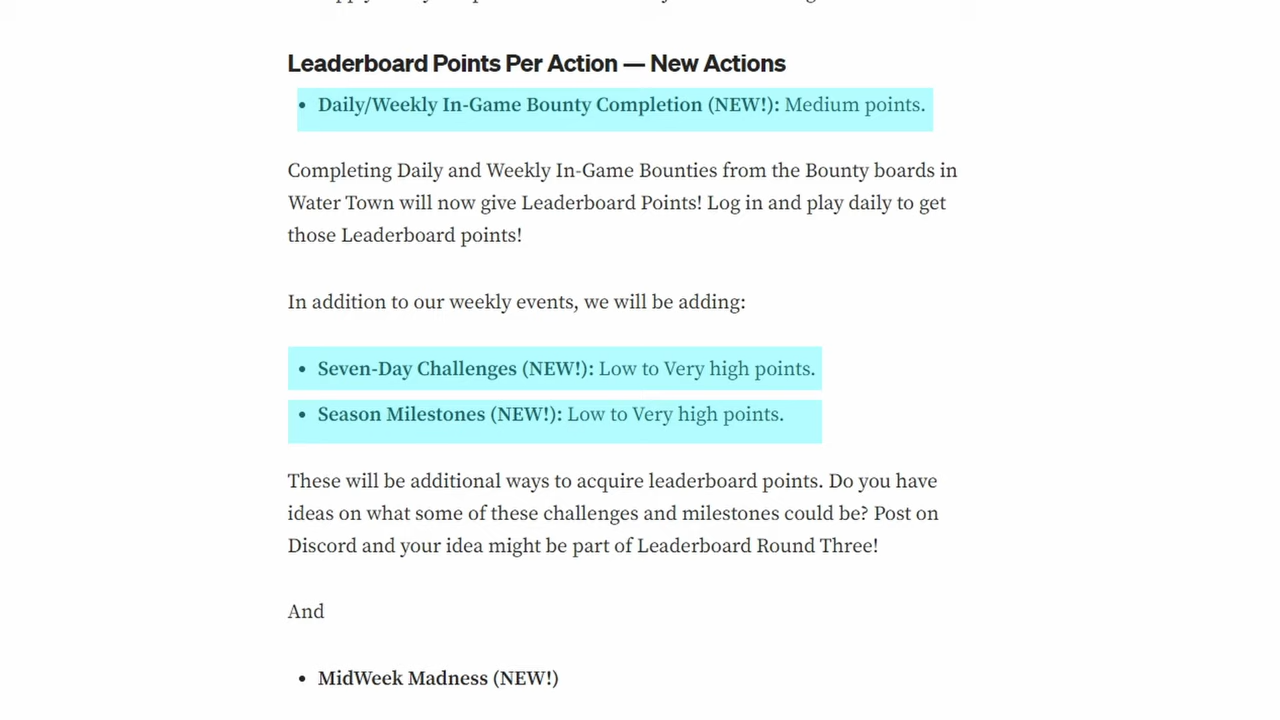 Leaderboard Points Per Action — New Actions
• Daily/Weekly In-Game Bounty Completion (NEW!): Medium points.
Completing Daily and Weekly In-Game Bounties from the Bounty boards in
Water Town will now give Leaderboard Points! Log in and play daily to get
those Leaderboard points!
In addition to our weekly events, we will be adding:
• Seven-Day Challenges (NEW!): Low to Very high points.
• Season Milestones (NEW!): Low to Very high points.
These will be additional ways to acquire leaderboard points. Do you have
ideas on what some of these challenges and milestones could be? Post on
Discord and your idea might be part of Leaderboard Round Three!
And
• MidWeek Madness (NEW!)